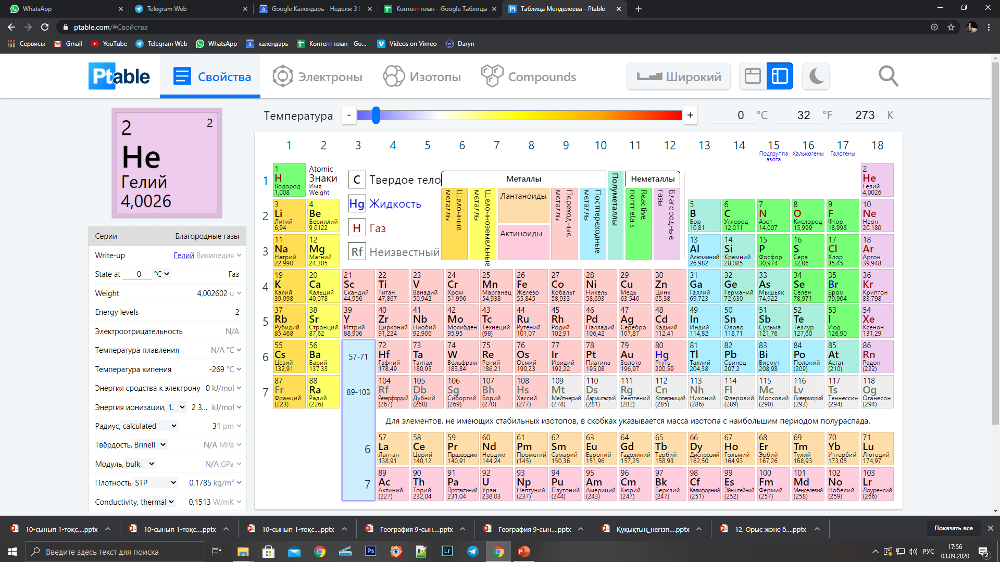 WhatsApp
Telegram Web
Google Календарь - Неделя: 31
Контент план - Google Таблицы
Таблица Менделеева - Ptable
ptable.com/#Свойства
Сервисы Gmail YouTube Telegram Web WhatsApp календарь Контент план - Go... Videos on Vimeo Daryn
Ptable Свойства Электроны Изотопы Compounds Широкий
2 2
He
Гелий
4,0026
Серии Благородные газы
Write-up Гелий Википедия
State at 0 °C Газ
Weight 4,002602 u
Energy levels 2
Электроотрицательность N/A
Температура плавления N/A °C
Температура кипения -269 °C
Энергия сродства к электрону 0 kJ/mol
Энергия ионизации, 1. 2 3... kJ/mol
Радиус, calculated 31 pm
Твёрдость, Brinell N/A MPa
Модуль, bulk N/A GPa
Плотность, STP 0,1785 kg/m³
Conductivity, thermal 0,1513 W/mK
Температура - + 0 °C 32 °F 273 K
1 2 3 4 5 6 7 8 9 10 11 12 13 14 15 16 17 18
Подгруппа азота Халькогены Галогены
Atomic
Знаки
Имя
Weight
C Твердое тело
Hg Жидкость
H Газ
Rf Неизвестный
Металлы
Щелочные металлы
Щёлочноземельные металлы
Лантаноиды
Актиноиды
Переходные металлы
Постпереходные металлы
Полуметаллы
Неметаллы
Reactive nonmetals
Благородные газы
1
1 H Водород 1,008
2 He Гелий 4,0026
2
3 Li Литий 6,94
4 Be Бериллий 9,0122
5 B Бор 10,81
6 C Углерод 12,011
7 N Азот 14,007
8 O Кислород 15,999
9 F Фтор 18,998
10 Ne Неон 20,180
3
11 Na Натрий 22,990
12 Mg Магний 24,305
13 Al Алюминий 26,982
14 Si Кремний 28,085
15 P Фосфор 30,974
16 S Сера 32,06
17 Cl Хлор 35,45
18 Ar Аргон 39,948
4
19 K Калий 39,098
20 Ca Кальций 40,078
21 Sc Скандий 44,956
22 Ti Титан 47,867
23 V Ванадий 50,942
24 Cr Хром 51,996
25 Mn Марганец 54,938
26 Fe Железо 55,845
27 Co Кобальт 58,933
28 Ni Никель 58,693
29 Cu Медь 63,546
30 Zn Цинк 65,38
31 Ga Галлий 69,723
32 Ge Германий 72,630
33 As Мышьяк 74,922
34 Se Селен 78,971
35 Br Бром 79,904
36 Kr Криптон 83,798
5
37 Rb Рубидий 85,468
38 Sr Стронций 87,62
39 Y Иттрий 88,906
40 Zr Цирконий 91,224
41 Nb Ниобий 92,906
42 Mo Молибден 95,95
43 Tc Технеций (98)
44 Ru Рутений 101,07
45 Rh Родий 102,91
46 Pd Палладий 106,42
47 Ag Серебро 107,87
48 Cd Кадмий 112,41
49 In Индий 114,82
50 Sn Олово 118,71
51 Sb Сурьма 121,76
52 Te Теллур 127,60
53 I Иод 126,90
54 Xe Ксенон 131,29
6
55 Cs Цезий 132,91
56 Ba Барий 137,33
57-71
72 Hf Гафний 178,49
73 Ta Тантал 180,95
74 W Вольфрам 183,84
75 Re Рений 186,21
76 Os Осмий 190,23
77 Ir Иридий 192,22
78 Pt Платина 195,08
79 Au Золото 196,97
80 Hg Ртуть 200,59
81 Tl Таллий 204,38
82 Pb Свинец 207,2
83 Bi Висмут 208,98
84 Po Полоний (209)
85 At Астат (210)
86 Rn Радон (222)
7
87 Fr Франций (223)
88 Ra Радий (226)
89-103
104 Rf Резерфордий (267)
105 Db Дубний (268)
106 Sg Сиборгий (269)
107 Bh Борий (270)
108 Hs Хассий (277)
109 Mt Мейтнерий (278)
110 Ds Дармштадтий (281)
111 Rg Рентгений (282)
112 Cn Коперниций (285)
113 Nh Нихоний (286)
114 Fl Флеровий (289)
115 Mc Московий (290)
116 Lv Ливерморий (293)
117 Ts Теннессин (294)
118 Og Оганесон (294)
Для элементов, не имеющих стабильных изотопов, в скобках указывается масса изотопа с наибольшим периодом полураспада.
6
57 La Лантан 138,91
58 Ce Церий 140,12
59 Pr Празеодим 140,91
60 Nd Неодим 144,24
61 Pm Прометий (145)
62 Sm Самарий 150,36
63 Eu Европий 151,96
64 Gd Гадолиний 157,25
65 Tb Тербий 158,93
66 Dy Диспрозий 162,50
67 Ho Гольмий 164,93
68 Er Эрбий 167,26
69 Tm Тулий 168,93
70 Yb Иттербий 173,05
71 Lu Лютеций 174,97
7
89 Ac Актиний (227)
90 Th Торий 232,04
91 Pa Протактиний 231,04
92 U Уран 238,03
93 Np Нептуний (237)
94 Pu Плутоний (244)
95 Am Америций (243)
96 Cm Кюрий (247)
97 Bk Берклий (247)
98 Cf Калифорний (251)
99 Es Эйнштейний (252)
100 Fm Фермий (257)
101 Md Менделевий (258)
102 No Нобелий (259)
103 Lr Лоуренсий (266)
10-сынып 1-тоқс....pptx
10-сынып 1-тоқс....pptx
10-сынып 1-тоқс....pptx
География 9-сын....pptx
География 9-сын....pptx
Құқықтың_негізгі....pptx
12. Орыс және б....pptx
Показать все
Введите здесь текст для поиска
Ps
Lr
РУС
17:56
03.09.2020
2